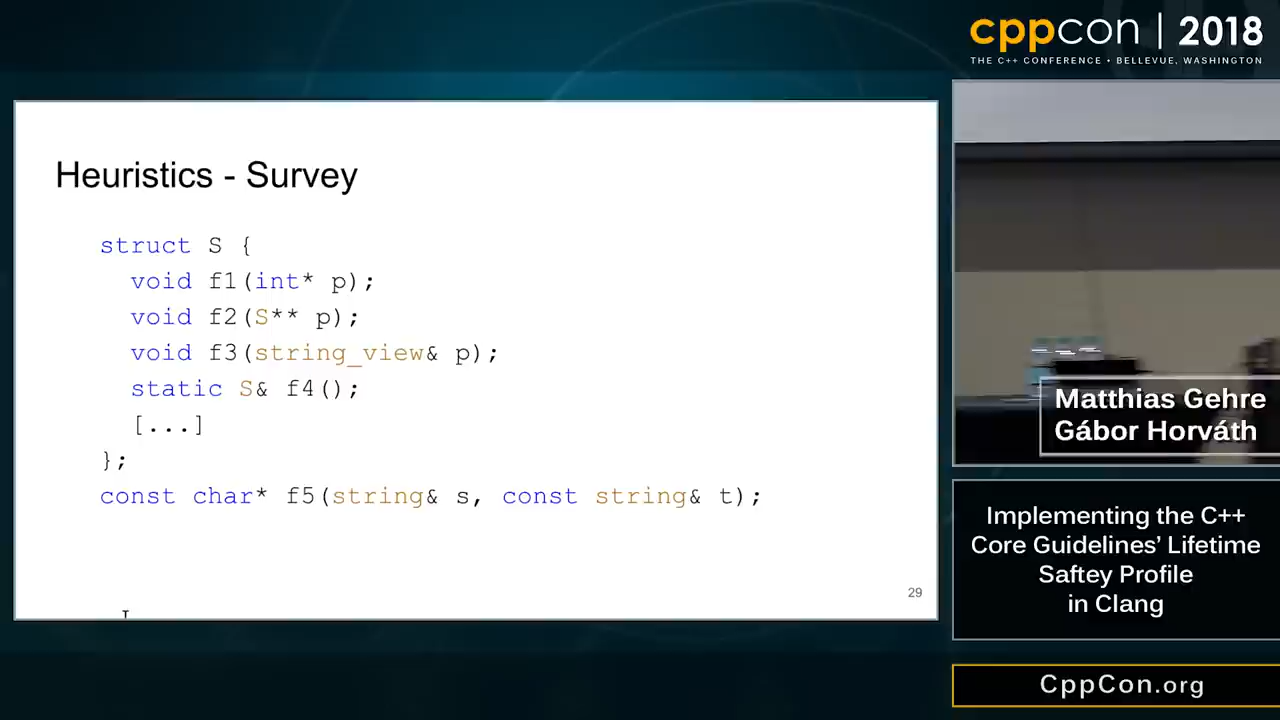 cppcon | 2018
THE C++ CONFERENCE • BELLEVUE, WASHINGTON
Heuristics - Survey
struct S {
void f1(int* p);
void f2(S** p);
void f3(string_view& p);
static S& f4();
[...]
};
const char* f5(string& s, const string& t);
29
Matthias Gehre
Gábor Horváth
Implementing the C++
Core Guidelines’ Lifetime
Saftey Profile
in Clang
CppCon.org